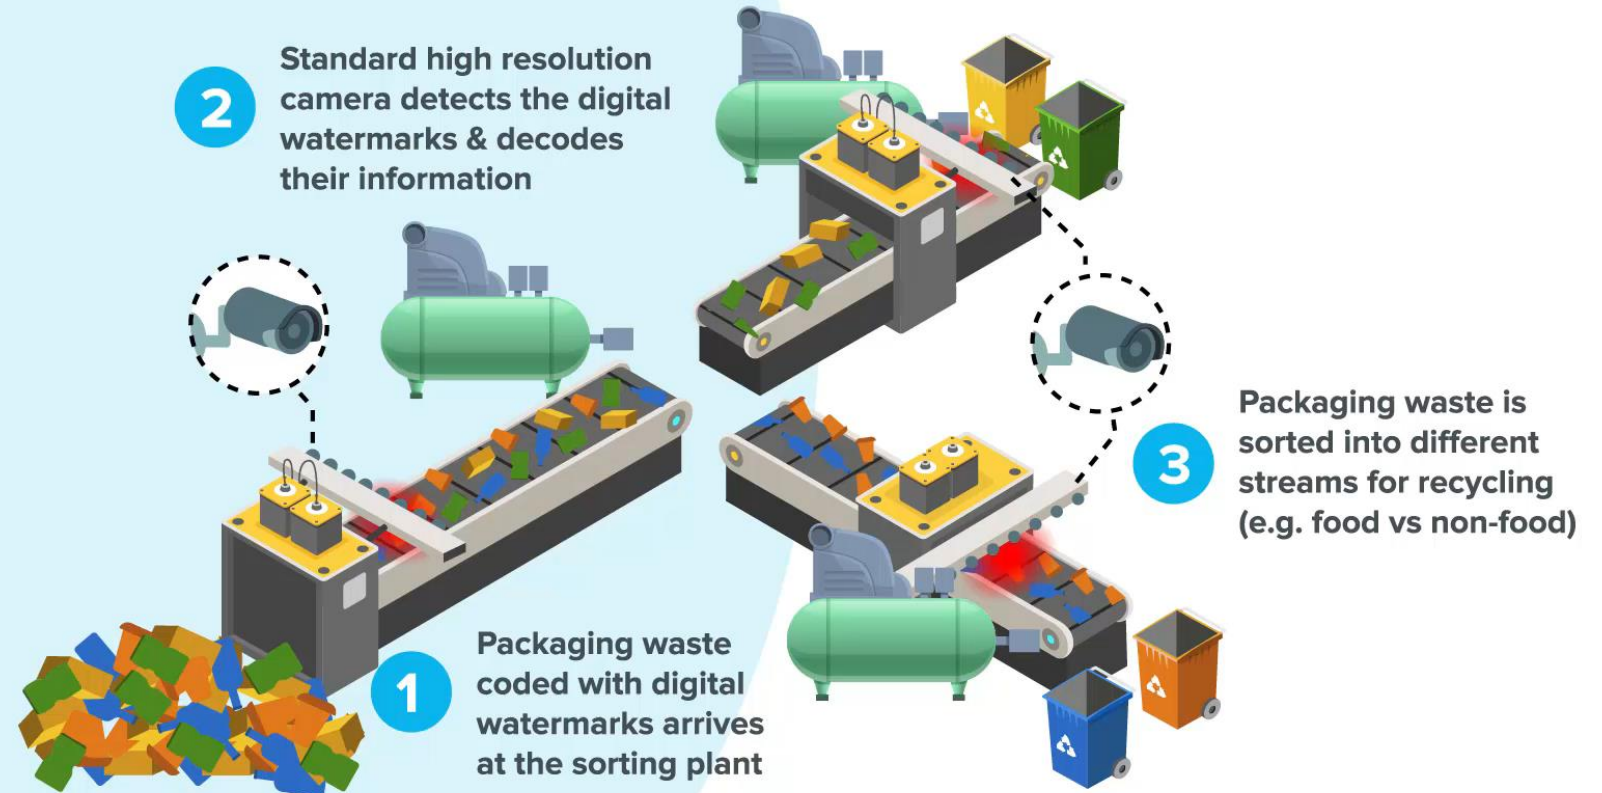 2
Standard high resolution
camera detects the digital
watermarks & decodes
their information
1
Packaging waste
coded with digital
watermarks arrives
at the sorting plant
3
Packaging waste is
sorted into different
streams for recycling
(e.g. food vs non-food)